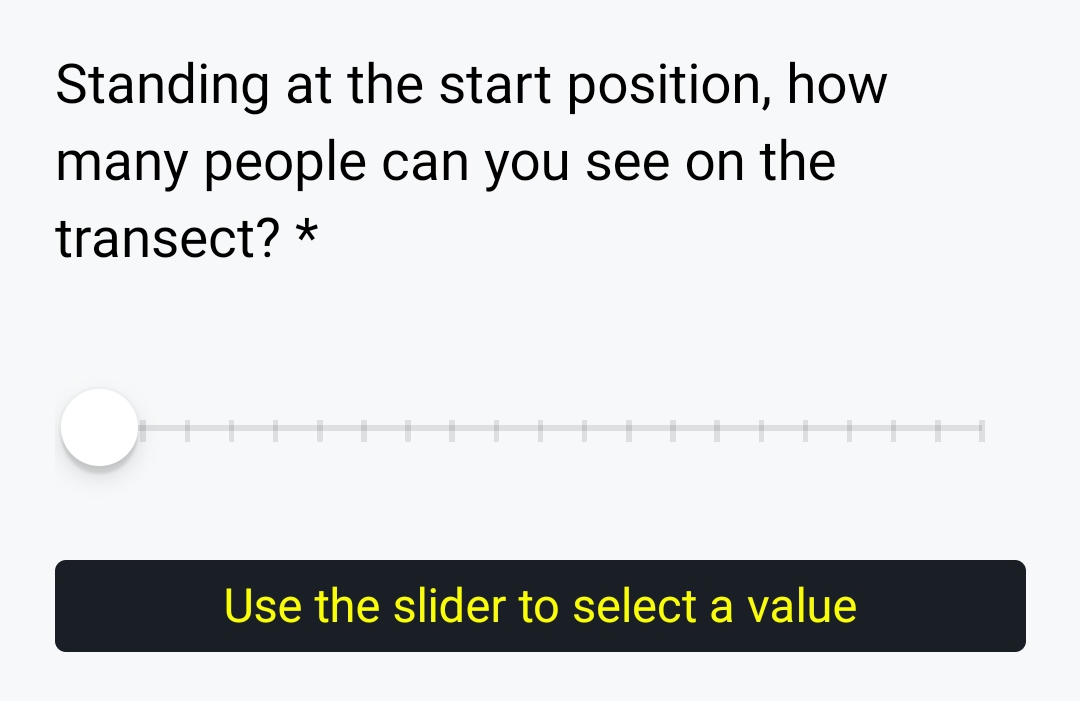 Standing at the start position, how
many people can you see on the
transect? *
Use the slider to select a value